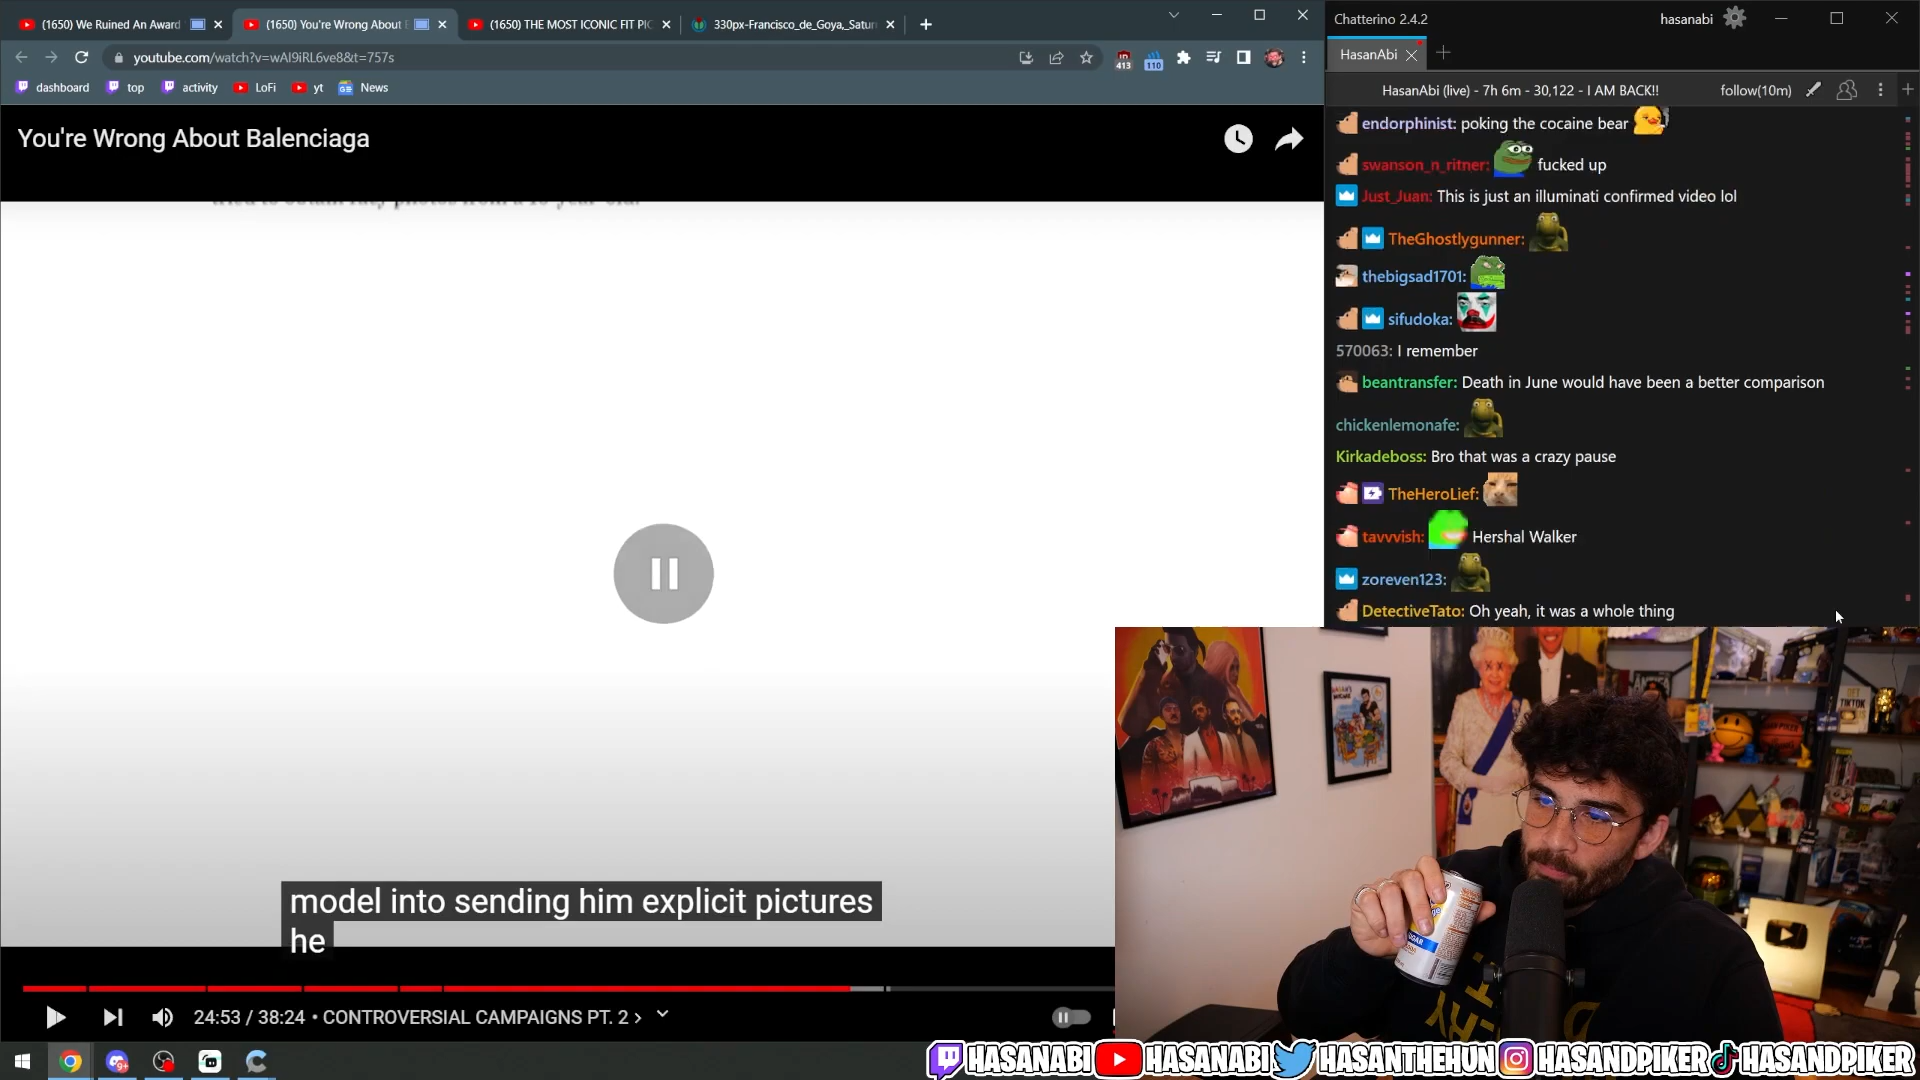 (1650) We Ruined An Award
(1650) You're Wrong About
(1650) THE MOST ICONIC FIT PIC
330px-Francisco_de_Goya,_Satur
youtube.com/watch?v=wAI9iRL6ve8&t=757s
413
110
dashboard
top
activity
LoFi
yt
News
You're Wrong About Balenciaga
model into sending him explicit pictures
he
24:53 / 38:24 • CONTROVERSIAL CAMPAIGNS PT. 2
Chatterino 2.4.2
hasanabi
HasanAbi
HasanAbi (live) - 7h 6m - 30,122 - I AM BACK!!
follow(10m)
endorphinist: poking the cocaine bear
swanson_n_ritner: fucked up
Just_Juan: This is just an illuminati confirmed video lol
TheGhostlygunner:
thebigsad1701:
sifudoka:
570063: I remember
beantransfer: Death in June would have been a better comparison
chickenlemonafe:
Kirkadeboss: Bro that was a crazy pause
TheHeroLief:
tavvvish: Hershal Walker
zoreven123:
DetectiveTato: Oh yeah, it was a whole thing
TIKTOK
HASANABI
HASANABI
HASANTHEHUN
HASANDPIKER
HASANDPIKER